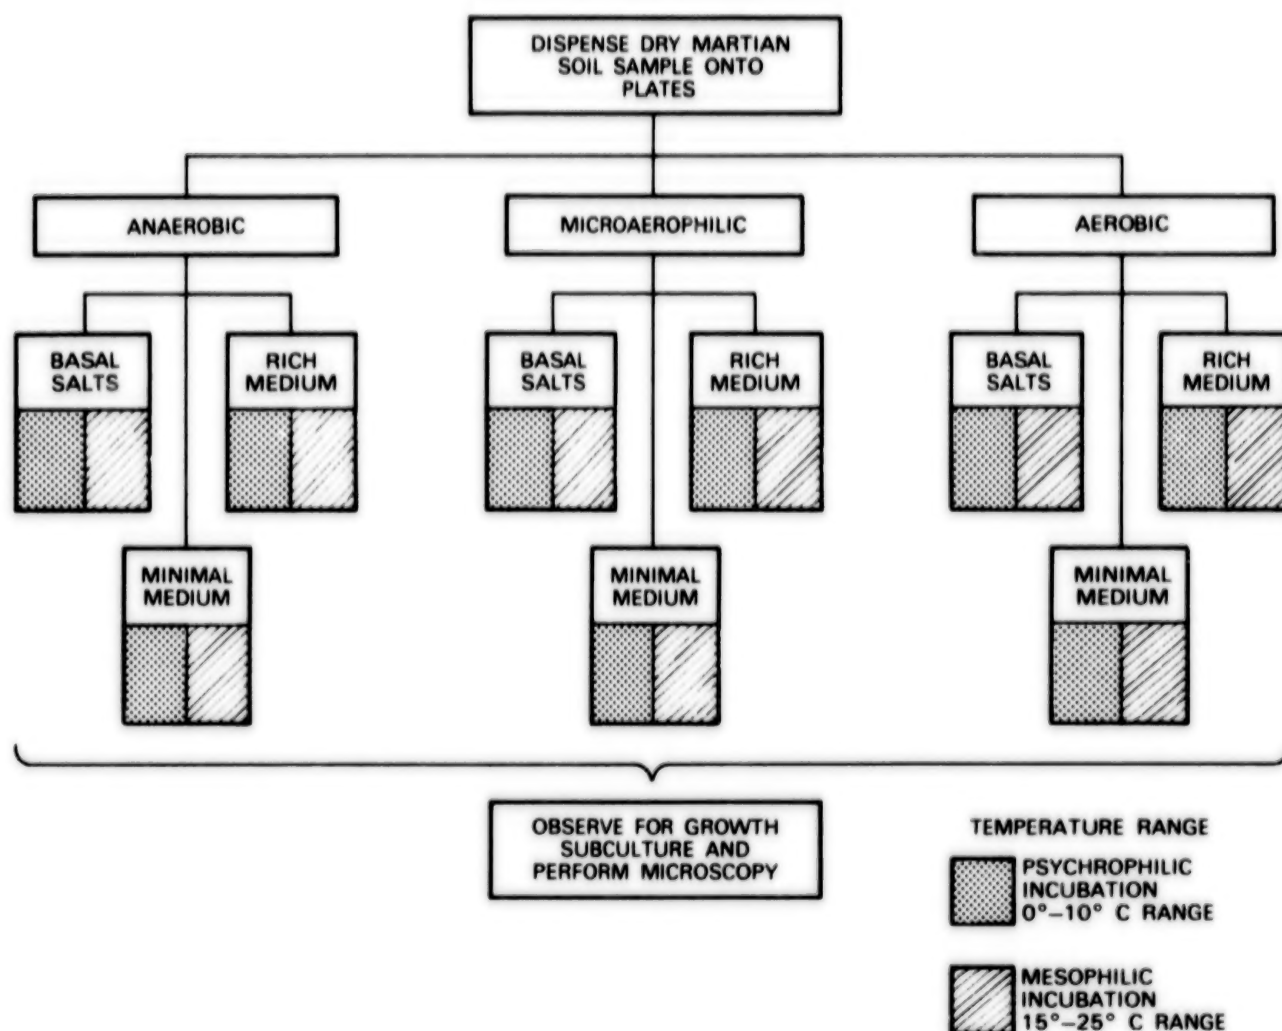 DISPENSE DRY MARTIAN
SOIL SAMPLE ONTO
PLATES
ANAEROBIC
MICROAEROPHILIC
AEROBIC
BASAL
SALTS
RICH
MEDIUM
BASAL
SALTS
RICH
MEDIUM
BASAL
SALTS
RICH
MEDIUM
MINIMAL
MEDIUM
MINIMAL
MEDIUM
MINIMAL
MEDIUM
OBSERVE FOR GROWTH
SUBCULTURE AND
PERFORM MICROSCOPY
TEMPERATURE RANGE
PSYCHROPHILIC
INCUBATION
0°–10° C RANGE
MESOPHILIC
INCUBATION
15°–25° C RANGE